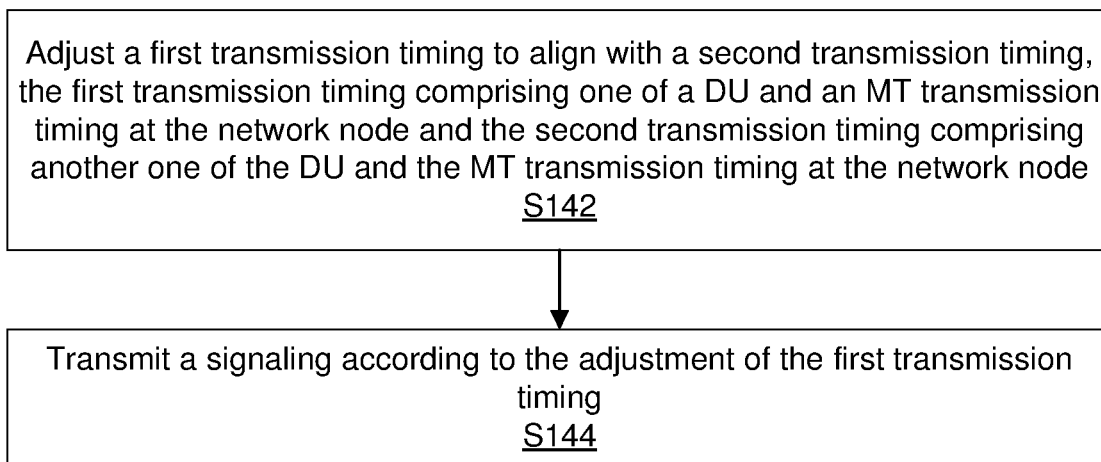 Adjust a first transmission timing to align with a second transmission timing,
the first transmission timing comprising one of a DU and an MT transmission
timing at the network node and the second transmission timing comprising
another one of the DU and the MT transmission timing at the network node
S142
Transmit a signaling according to the adjustment of the first transmission
timing
S144